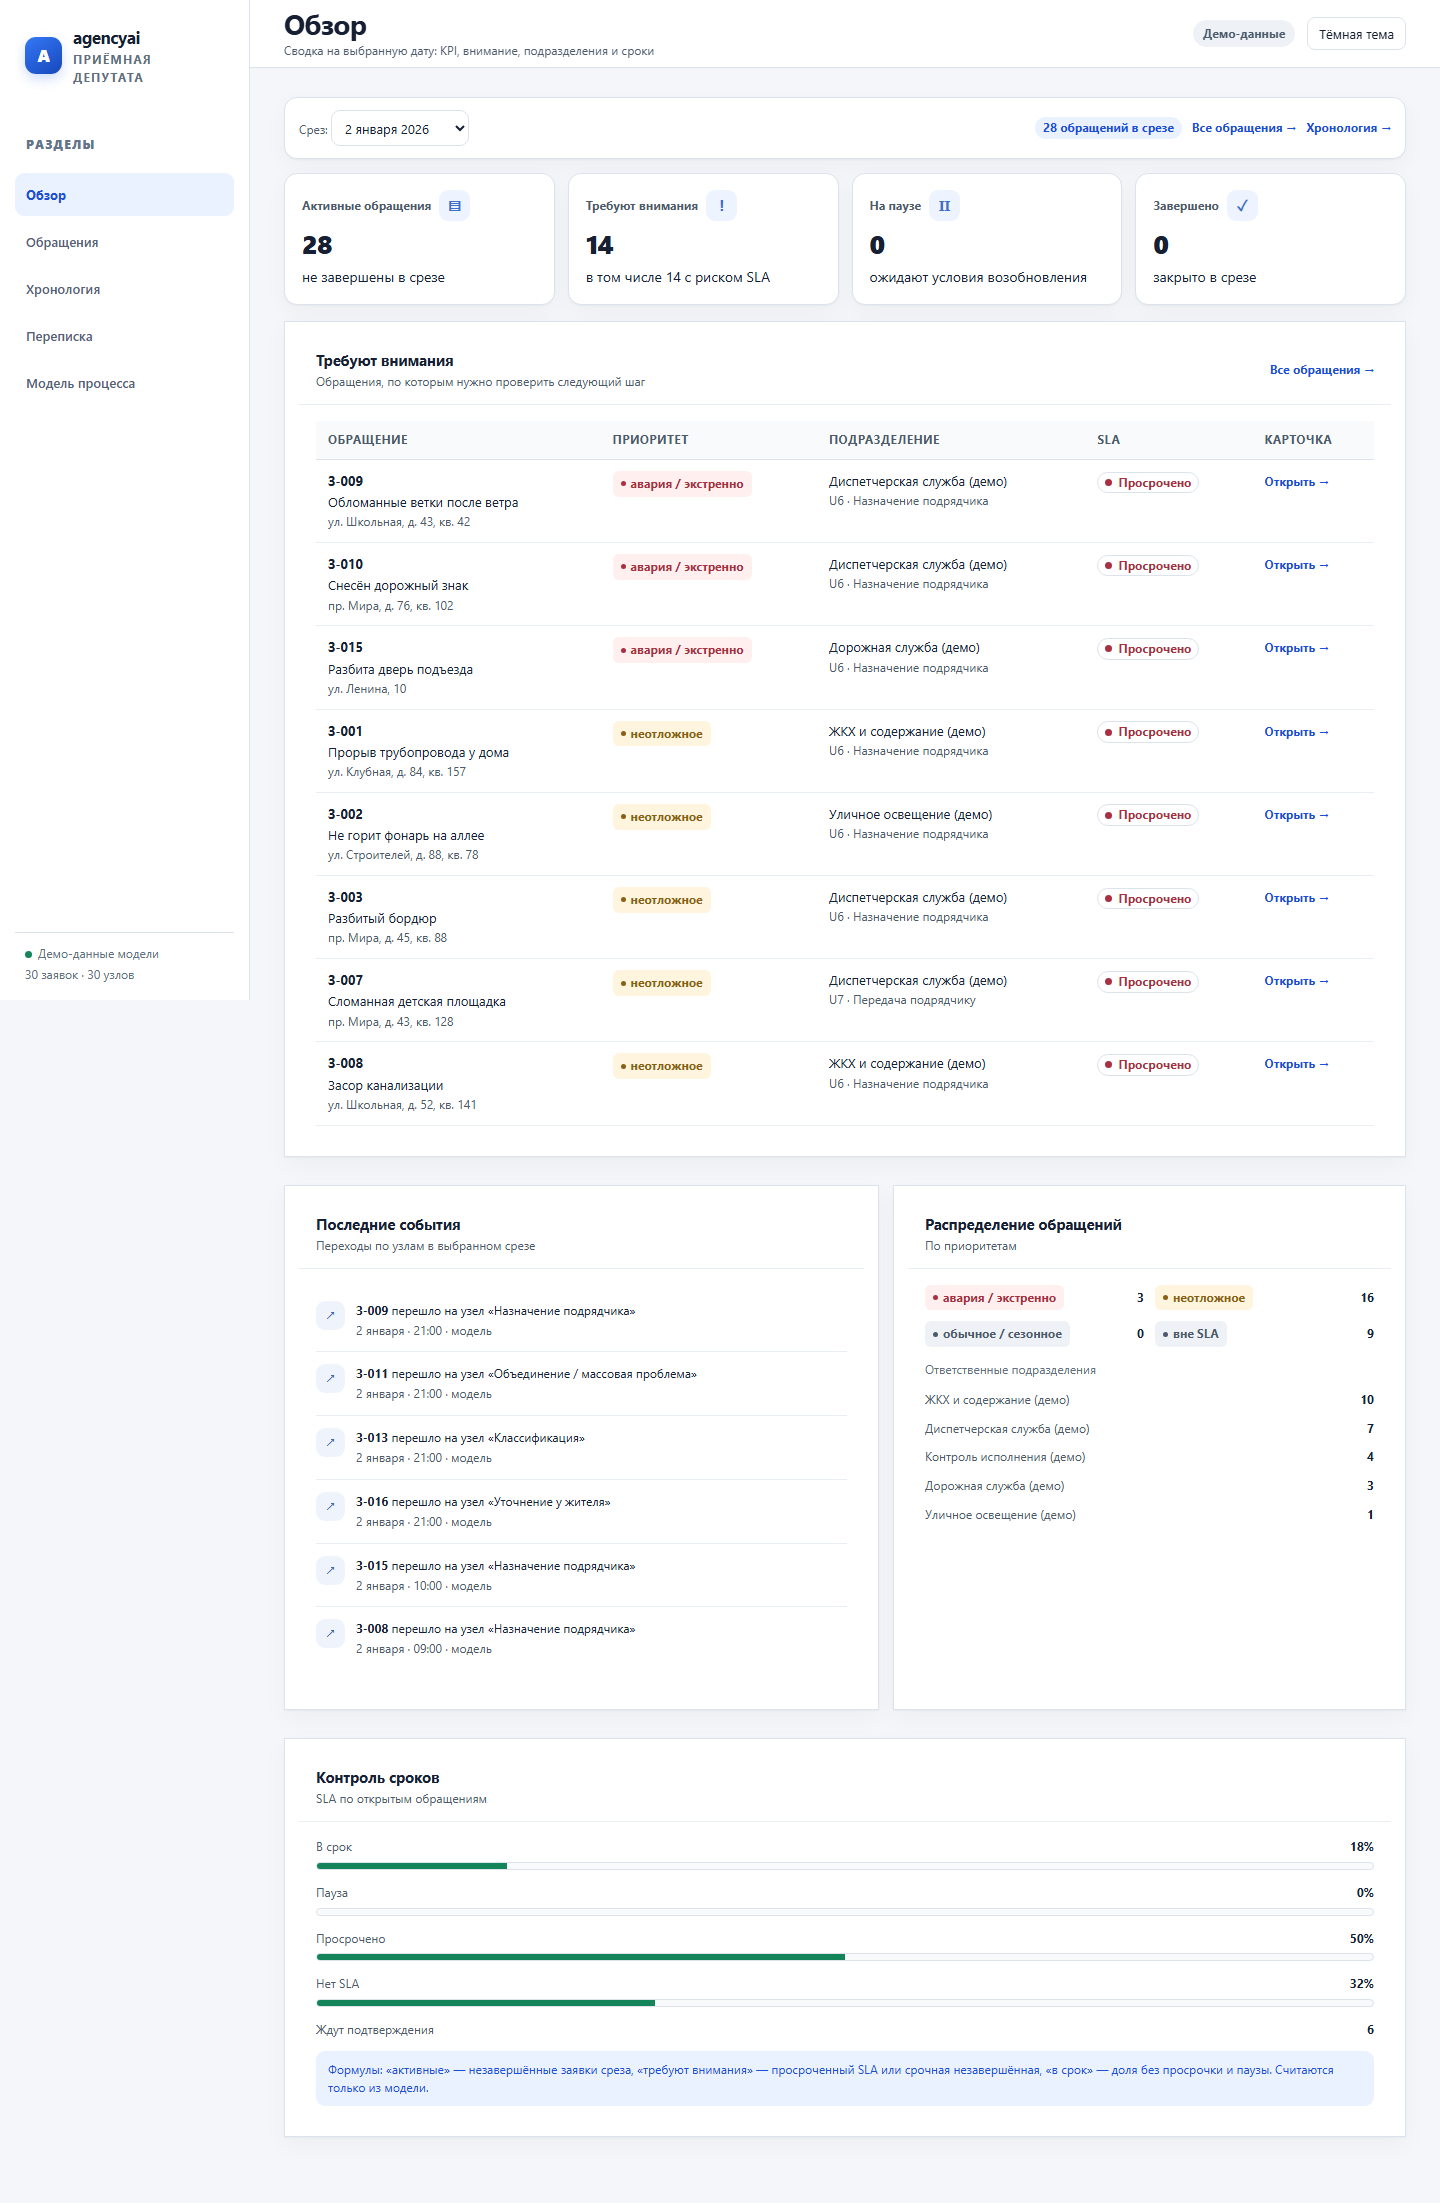 A
agencyai
ПРИЁМНАЯ
ДЕПУТАТА
РАЗДЕЛЫ
Обзор
Обращения
Хронология
Переписка
Модель процесса
Демо-данные модели
30 заявок · 30 узлов
Обзор
Сводка на выбранную дату: KPI, внимание, подразделения и сроки
Демо-данные
Тёмная тема
Срез: 2 января 2026
28 обращений в срезе Все обращения → Хронология →
Активные обращения
28
не завершены в срезе
Требуют внимания !
14
в том числе 14 с риском SLA
На паузе
0
ожидают условия возобновления
Завершено ✓
0
закрыто в срезе
Требуют внимания
Обращения, по которым нужно проверить следующий шаг
Все обращения →
ОБРАЩЕНИЕ ПРИОРИТЕТ ПОДРАЗДЕЛЕНИЕ SLA КАРТОЧКА
З-009 авария / экстренно Диспетчерская служба (демо) Просрочено Открыть →
Обломанные ветки после ветра U6 · Назначение подрядчика
ул. Школьная, д. 43, кв. 42
З-010 авария / экстренно Диспетчерская служба (демо) Просрочено Открыть →
Снесён дорожный знак U6 · Назначение подрядчика
пр. Мира, д. 76, кв. 102
З-015 авария / экстренно Дорожная служба (демо) Просрочено Открыть →
Разбита дверь подъезда U6 · Назначение подрядчика
ул. Ленина, 10
З-001 неотложное ЖКХ и содержание (демо) Просрочено Открыть →
Прорыв трубопровода у дома U6 · Назначение подрядчика
ул. Клубная, д. 84, кв. 157
З-002 неотложное Уличное освещение (демо) Просрочено Открыть →
Не горит фонарь на аллее U6 · Назначение подрядчика
ул. Строителей, д. 88, кв. 78
З-003 неотложное Диспетчерская служба (демо) Просрочено Открыть →
Разбитый бордюр U6 · Назначение подрядчика
пр. Мира, д. 45, кв. 88
З-007 неотложное Диспетчерская служба (демо) Просрочено Открыть →
Сломанная детская площадка U7 · Передача подрядчику
пр. Мира, д. 43, кв. 128
З-008 неотложное ЖКХ и содержание (демо) Просрочено Открыть →
Засор канализации U6 · Назначение подрядчика
ул. Школьная, д. 52, кв. 141
Последние события
Переходы по узлам в выбранном срезе
З-009 перешло на узел «Назначение подрядчика»
2 января · 21:00 · модель
З-011 перешло на узел «Объединение / массовая проблема»
2 января · 21:00 · модель
З-013 перешло на узел «Классификация»
2 января · 21:00 · модель
З-016 перешло на узел «Уточнение у жителя»
2 января · 21:00 · модель
З-015 перешло на узел «Назначение подрядчика»
2 января · 10:00 · модель
З-008 перешло на узел «Назначение подрядчика»
2 января · 09:00 · модель
Распределение обращений
По приоритетам
авария / экстренно 3 неотложное 16
обычное / сезонное 0 вне SLA 9
Ответственные подразделения
ЖКХ и содержание (демо) 10
Диспетчерская служба (демо) 7
Контроль исполнения (демо) 4
Дорожная служба (демо) 3
Уличное освещение (демо) 1
Контроль сроков
SLA по открытым обращениям
В срок 18%
Пауза 0%
Просрочено 50%
Нет SLA 32%
Ждут подтверждения 6
Формулы: «активные» — незавершённые заявки среза, «требуют внимания» — просроченный SLA или срочная незавершённая, «в срок» — доля без просрочки и паузы. Считаются
только из модели.